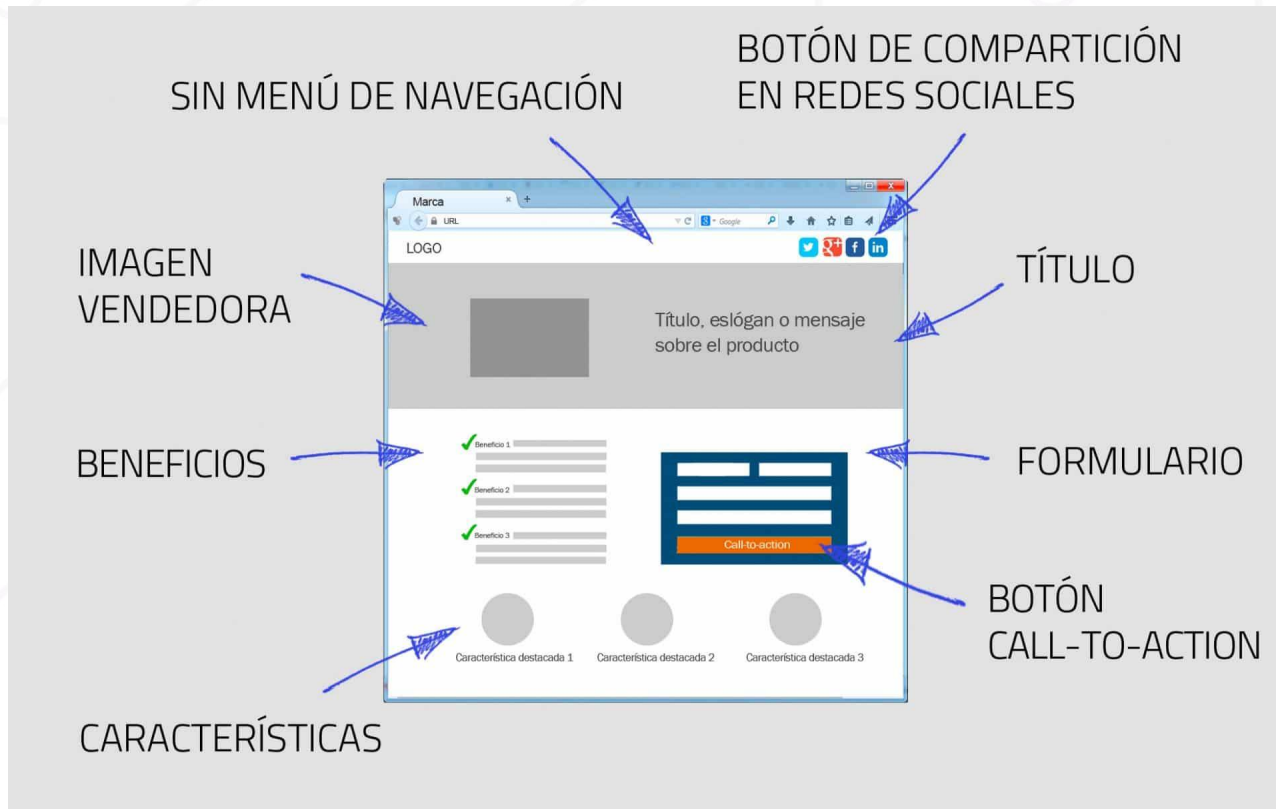 BOTÓN DE COMPARTICIÓN
EN REDES SOCIALES
SIN MENÚ DE NAVEGACIÓN
Marca
URL
Google
LOGO
IMAGEN
VENDEDORA
TÍTULO
Título, eslógan o mensaje
sobre el producto
BENEFICIOS
Beneficio 1
Beneficio 2
Beneficio 3
FORMULARIO
Call-to-action
BOTÓN
CALL-TO-ACTION
Característica destacada 1
Característica destacada 2
Característica destacada 3
CARACTERÍSTICAS